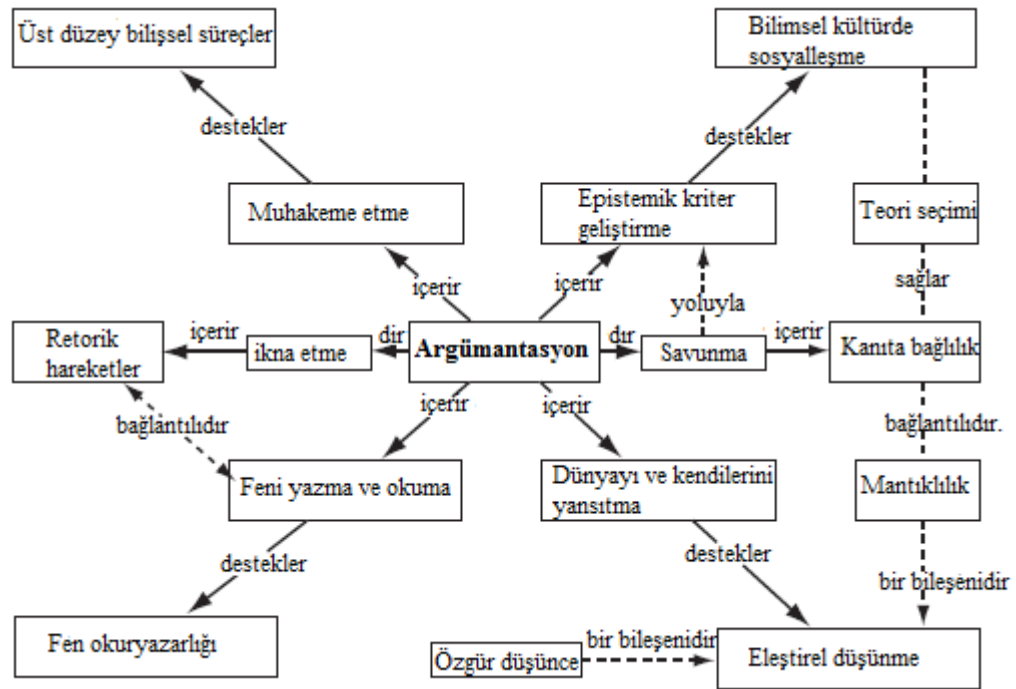 Üst düzey bilişsel süreçler
Bilimsel kültürde
sosyalleşme
destekler
destekler
Muhakeme etme
Epistemik kriter
geliştirme
Teori seçimi
içerir
içerir
yoluyla
sağlar
Retorik
hareketler
içerir
ikna etme
dir
Argümantasyon
dır
Savunma
içerir
Kanıta bağlılık
bağlantılıdır
içerir
içerir
bağlantılıdır.
Feni yazma ve okuma
Dünyayı ve kendilerini
yansıtma
Mantıklılık
destekler
destekler
bir bileşenidir
Fen okuryazarlığı
Özgür düşünce
bir bileşenidir
Eleştirel düşünme